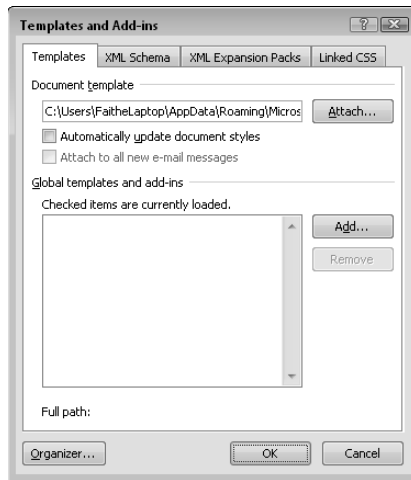 Templates and Add-ins
Templates XML Schema XML Expansion Packs Linked CSS
Document template
C:\Users\FaitheLaptop\AppData\Roaming\Micros Attach...
Automatically update document styles
Attach to all new e-mail messages
Global templates and add-ins
Checked items are currently loaded.
Add...
Remove
Full path:
Organizer... OK Cancel